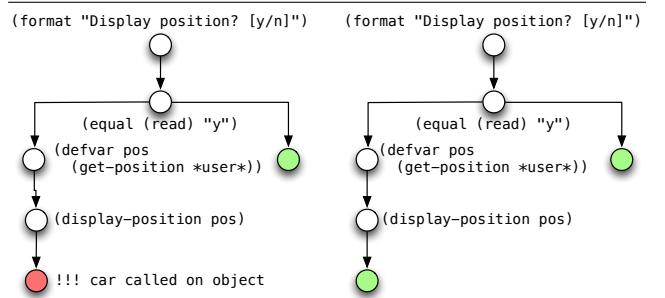 (format "Display position? [y/n]")
(equal (read) "y")
(defvar pos
(get-position *user*))
(display-position pos)
!!! car called on object
(format "Display position? [y/n]")
(equal (read) "y")
(defvar pos
(get-position *user*))
(display-position pos)